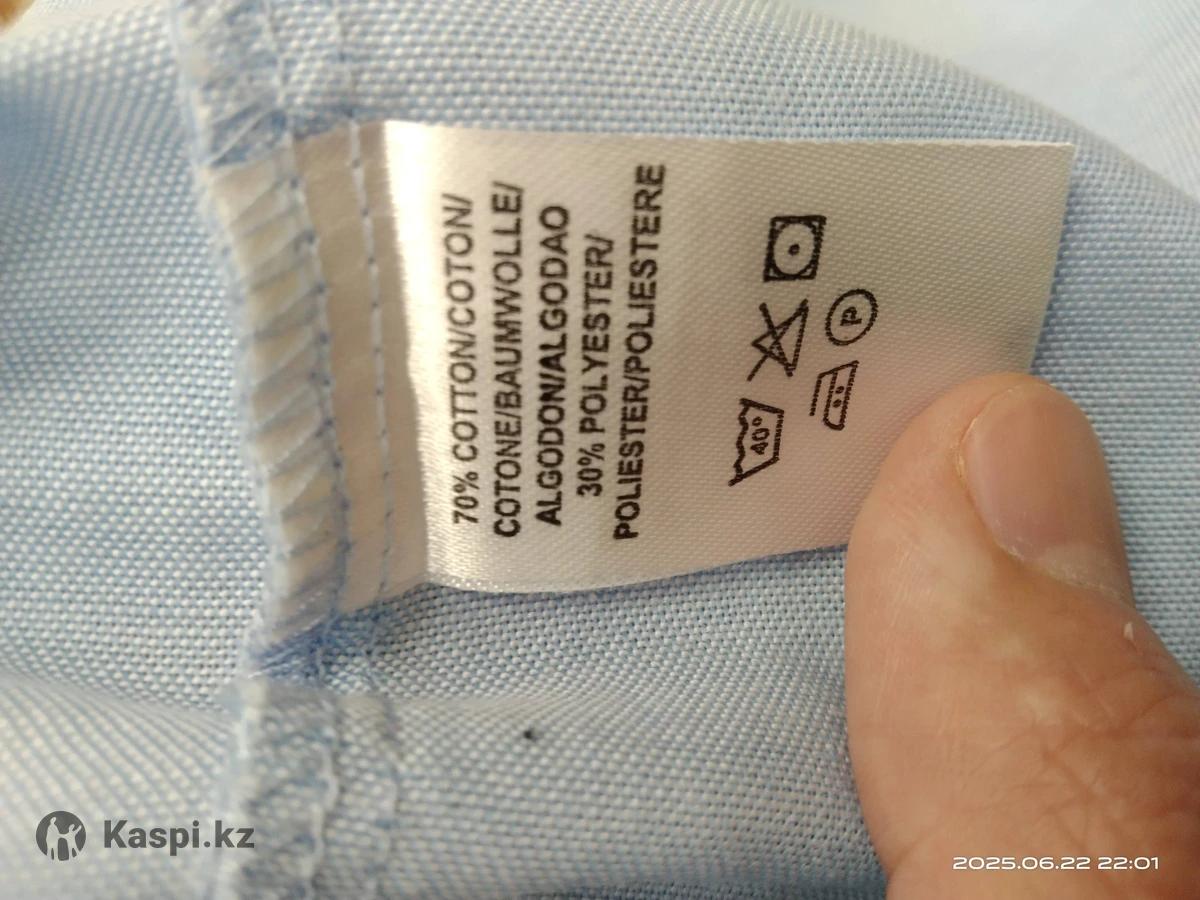 70% COTTON/COTON/
COTONE/BAUMWOLLE/
ALGODON/ALGODAO
30% POLYESTER/
POLIESTER/POLIESTERE
40°
P
Kaspi.kz
2025.06.22 22:01